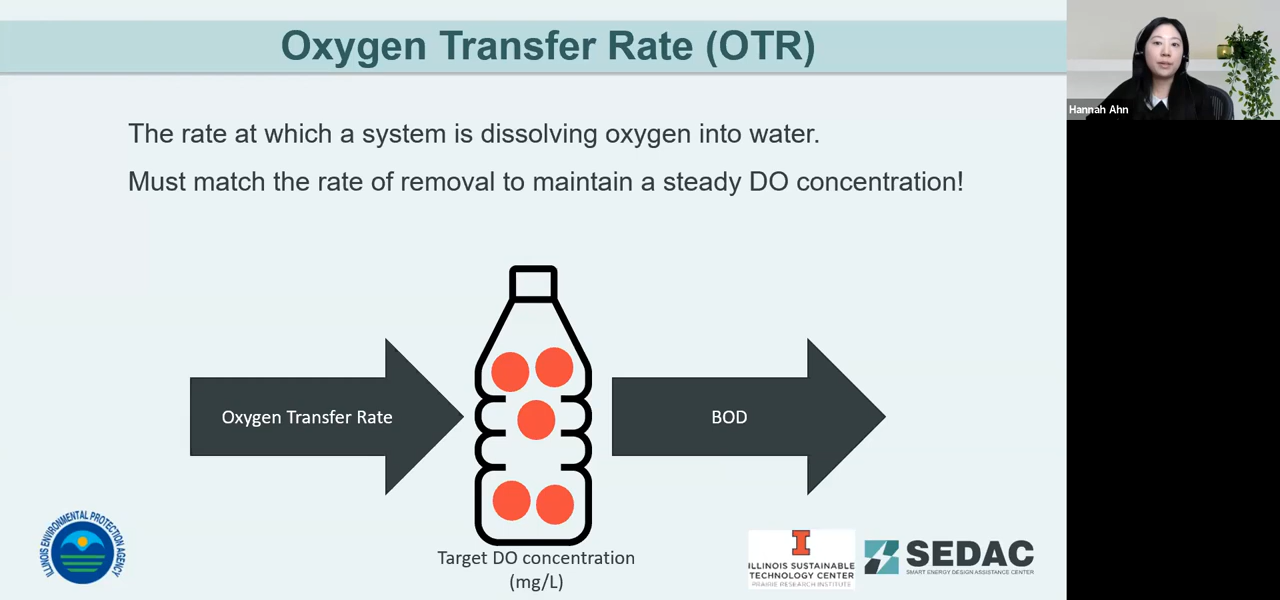 Oxygen Transfer Rate (OTR)
Hannah Ahn
The rate at which a system is dissolving oxygen into water.
Must match the rate of removal to maintain a steady DO concentration!
Oxygen Transfer Rate
BOD
Target DO concentration
(mg/L)
ILLINOIS ENVIRONMENTAL PROTECTION AGENCY
ILLINOIS SUSTAINABLE
TECHNOLOGY CENTER
PRAIRIE RESEARCH INSTITUTE
SEDAC
SMART ENERGY DESIGN ASSISTANCE CENTER